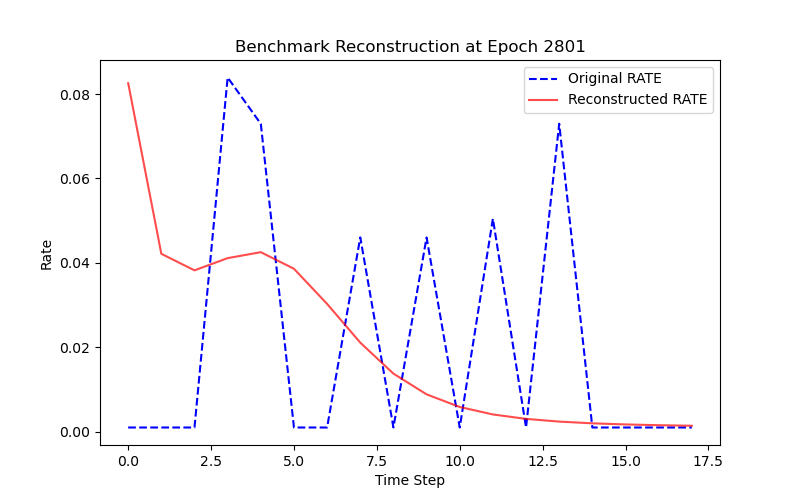 Benchmark Reconstruction at Epoch 2801
Original RATE
Reconstructed RATE
Rate
0.08
0.06
0.04
0.02
0.00
0.0 2.5 5.0 7.5 10.0 12.5 15.0 17.5
Time Step